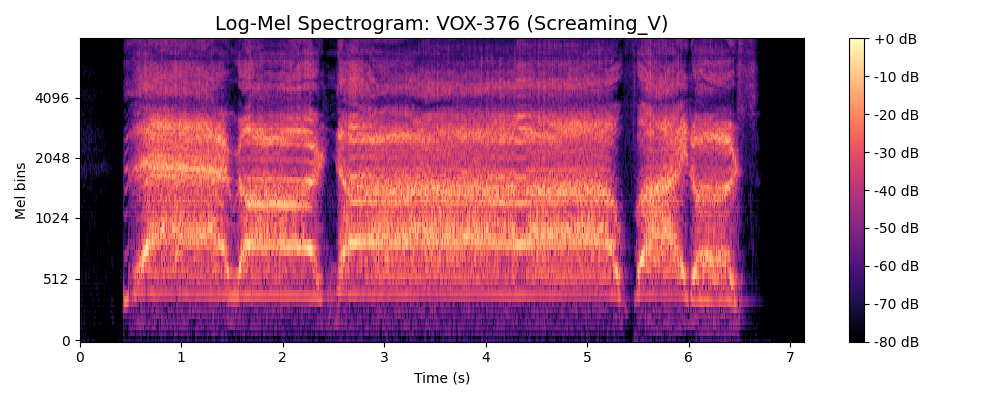 Log-Mel Spectrogram: VOX-376 (Screaming_V)
Mel bins
4096
2048
1024
512
0
0 1 2 3 4 5 6 7
Time (s)
+0 dB
-10 dB
-20 dB
-30 dB
-40 dB
-50 dB
-60 dB
-70 dB
-80 dB